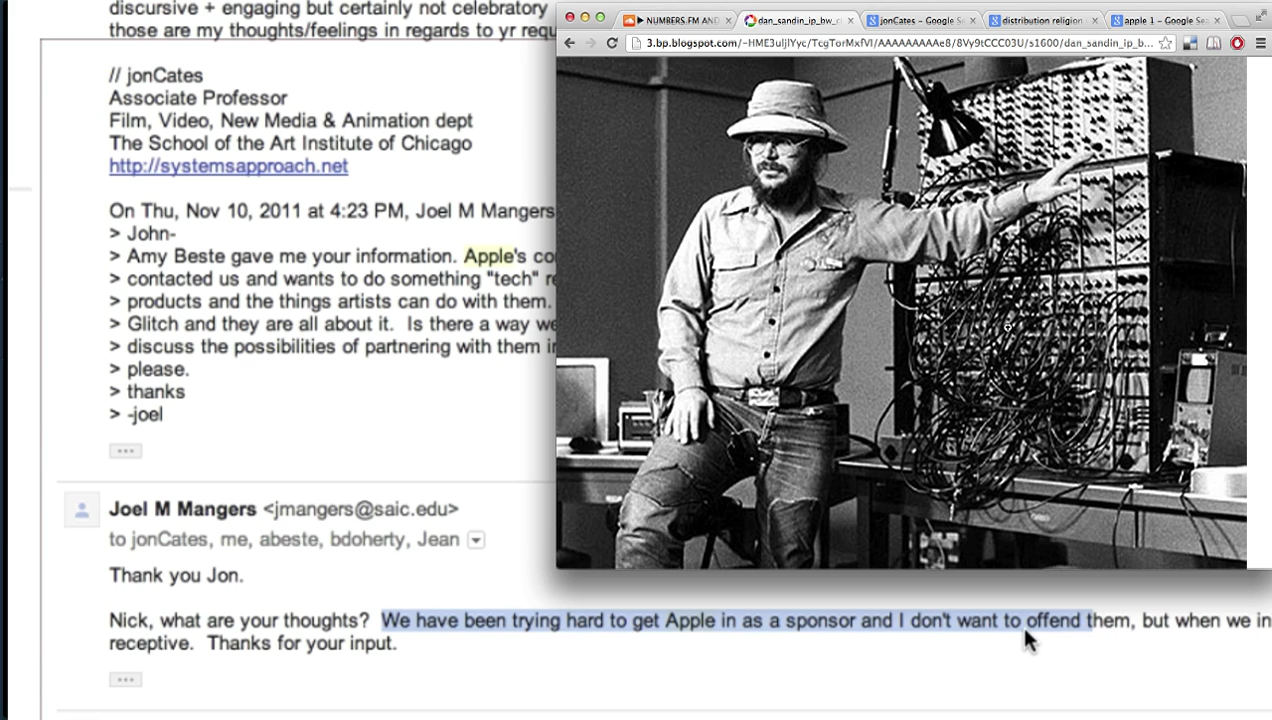 discursive + engaging but certainly not celebratory
those are my thoughts/feelings in regards to yr requ
// jonCates
Associate Professor
Film, Video, New Media & Animation dept
The School of the Art Institute of Chicago
http://systemsapproach.net
On Thu, Nov 10, 2011 at 4:23 PM, Joel M Mangers
> John-
> Amy Beste gave me your information. Apple's co
> contacted us and wants to do something "tech" re
> products and the things artists can do with them.
> Glitch and they are all about it.  Is there a way we
> discuss the possibilities of partnering with them in
> please.
> thanks
> -joel
Joel M Mangers <jmangers@saic.edu>
to jonCates, me, abeste, bdoherty, Jean
Thank you Jon.
Nick, what are your thoughts?  We have been trying hard to get Apple in as a sponsor and I don't want to offend them, but when we in
receptive.  Thanks for your input.
NUMBERS.FM AND
dan_sandin_ip_bw_c
jonCates - Google Se
distribution religion
apple 1 - Google Sea
3.bp.blogspot.com/-HME3uljlYyc/TcgTorMxfVI/AAAAAAAAAe8/8Vy9tCCC03U/s1600/dan_sandin_ip_b...